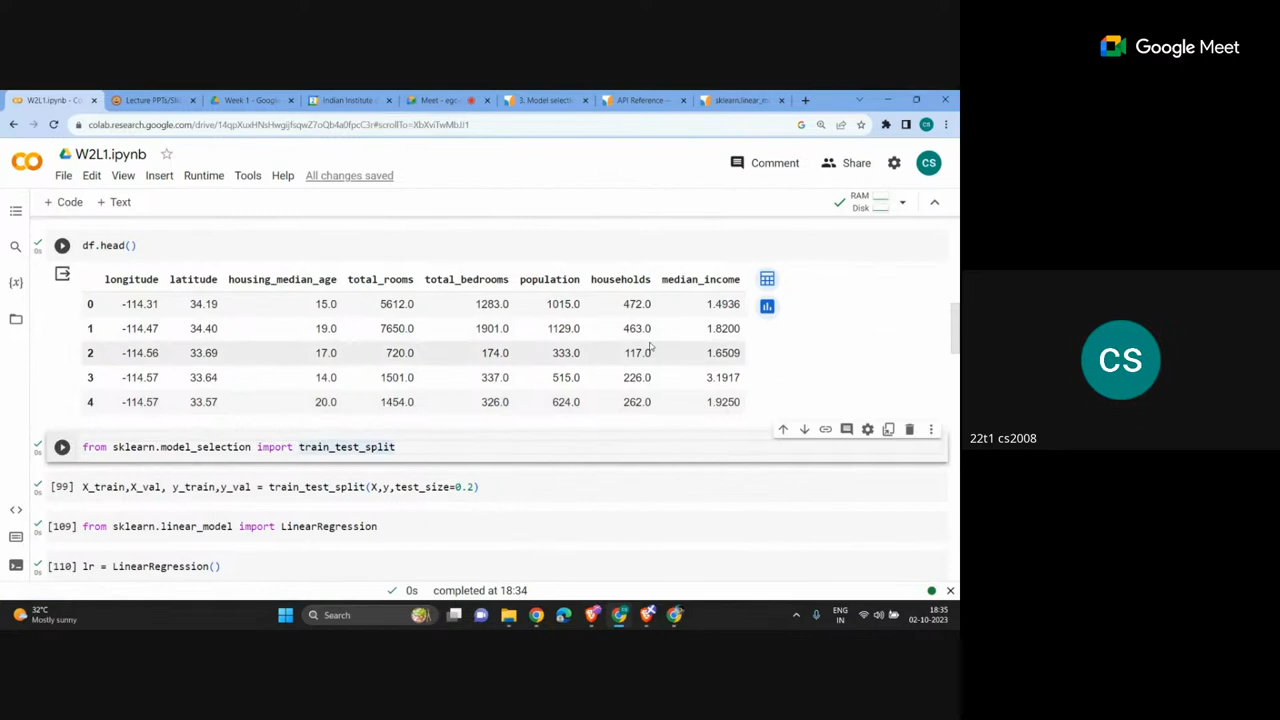 Google Meet
W2L1.ipynb - Co
Lecture PPTs/Sli
Week 1 - Google
Indian Institute
Meet - ego-
3. Model selecti
API Reference —
sklearn.linear_m
colab.research.google.com/drive/14qpXuxHNsHwgijfsqwZ7oQb4a0fpcC3r#scrollTo=XbXviTwMbJJ1
CS
W2L1.ipynb
Comment
Share
CS
File Edit View Insert Runtime Tools Help All changes saved
+ Code + Text
RAM
Disk
df.head()
0s
longitude latitude housing_median_age total_rooms total_bedrooms population households median_income
0 -114.31 34.19 15.0 5612.0 1283.0 1015.0 472.0 1.4936
1 -114.47 34.40 19.0 7650.0 1901.0 1129.0 463.0 1.8200
2 -114.56 33.69 17.0 720.0 174.0 333.0 117.0 1.6509
3 -114.57 33.64 14.0 1501.0 337.0 515.0 226.0 3.1917
4 -114.57 33.57 20.0 1454.0 326.0 624.0 262.0 1.9250
CS
22t1 cs2008
from sklearn.model_selection import train_test_split
0s
[99] X_train,X_val, y_train,y_val = train_test_split(X,y,test_size=0.2)
0s
[109] from sklearn.linear_model import LinearRegression
0s
[110] lr = LinearRegression()
0s
0s completed at 18:34
32°C
Mostly sunny
Search
ENG
IN
18:35
02-10-2023